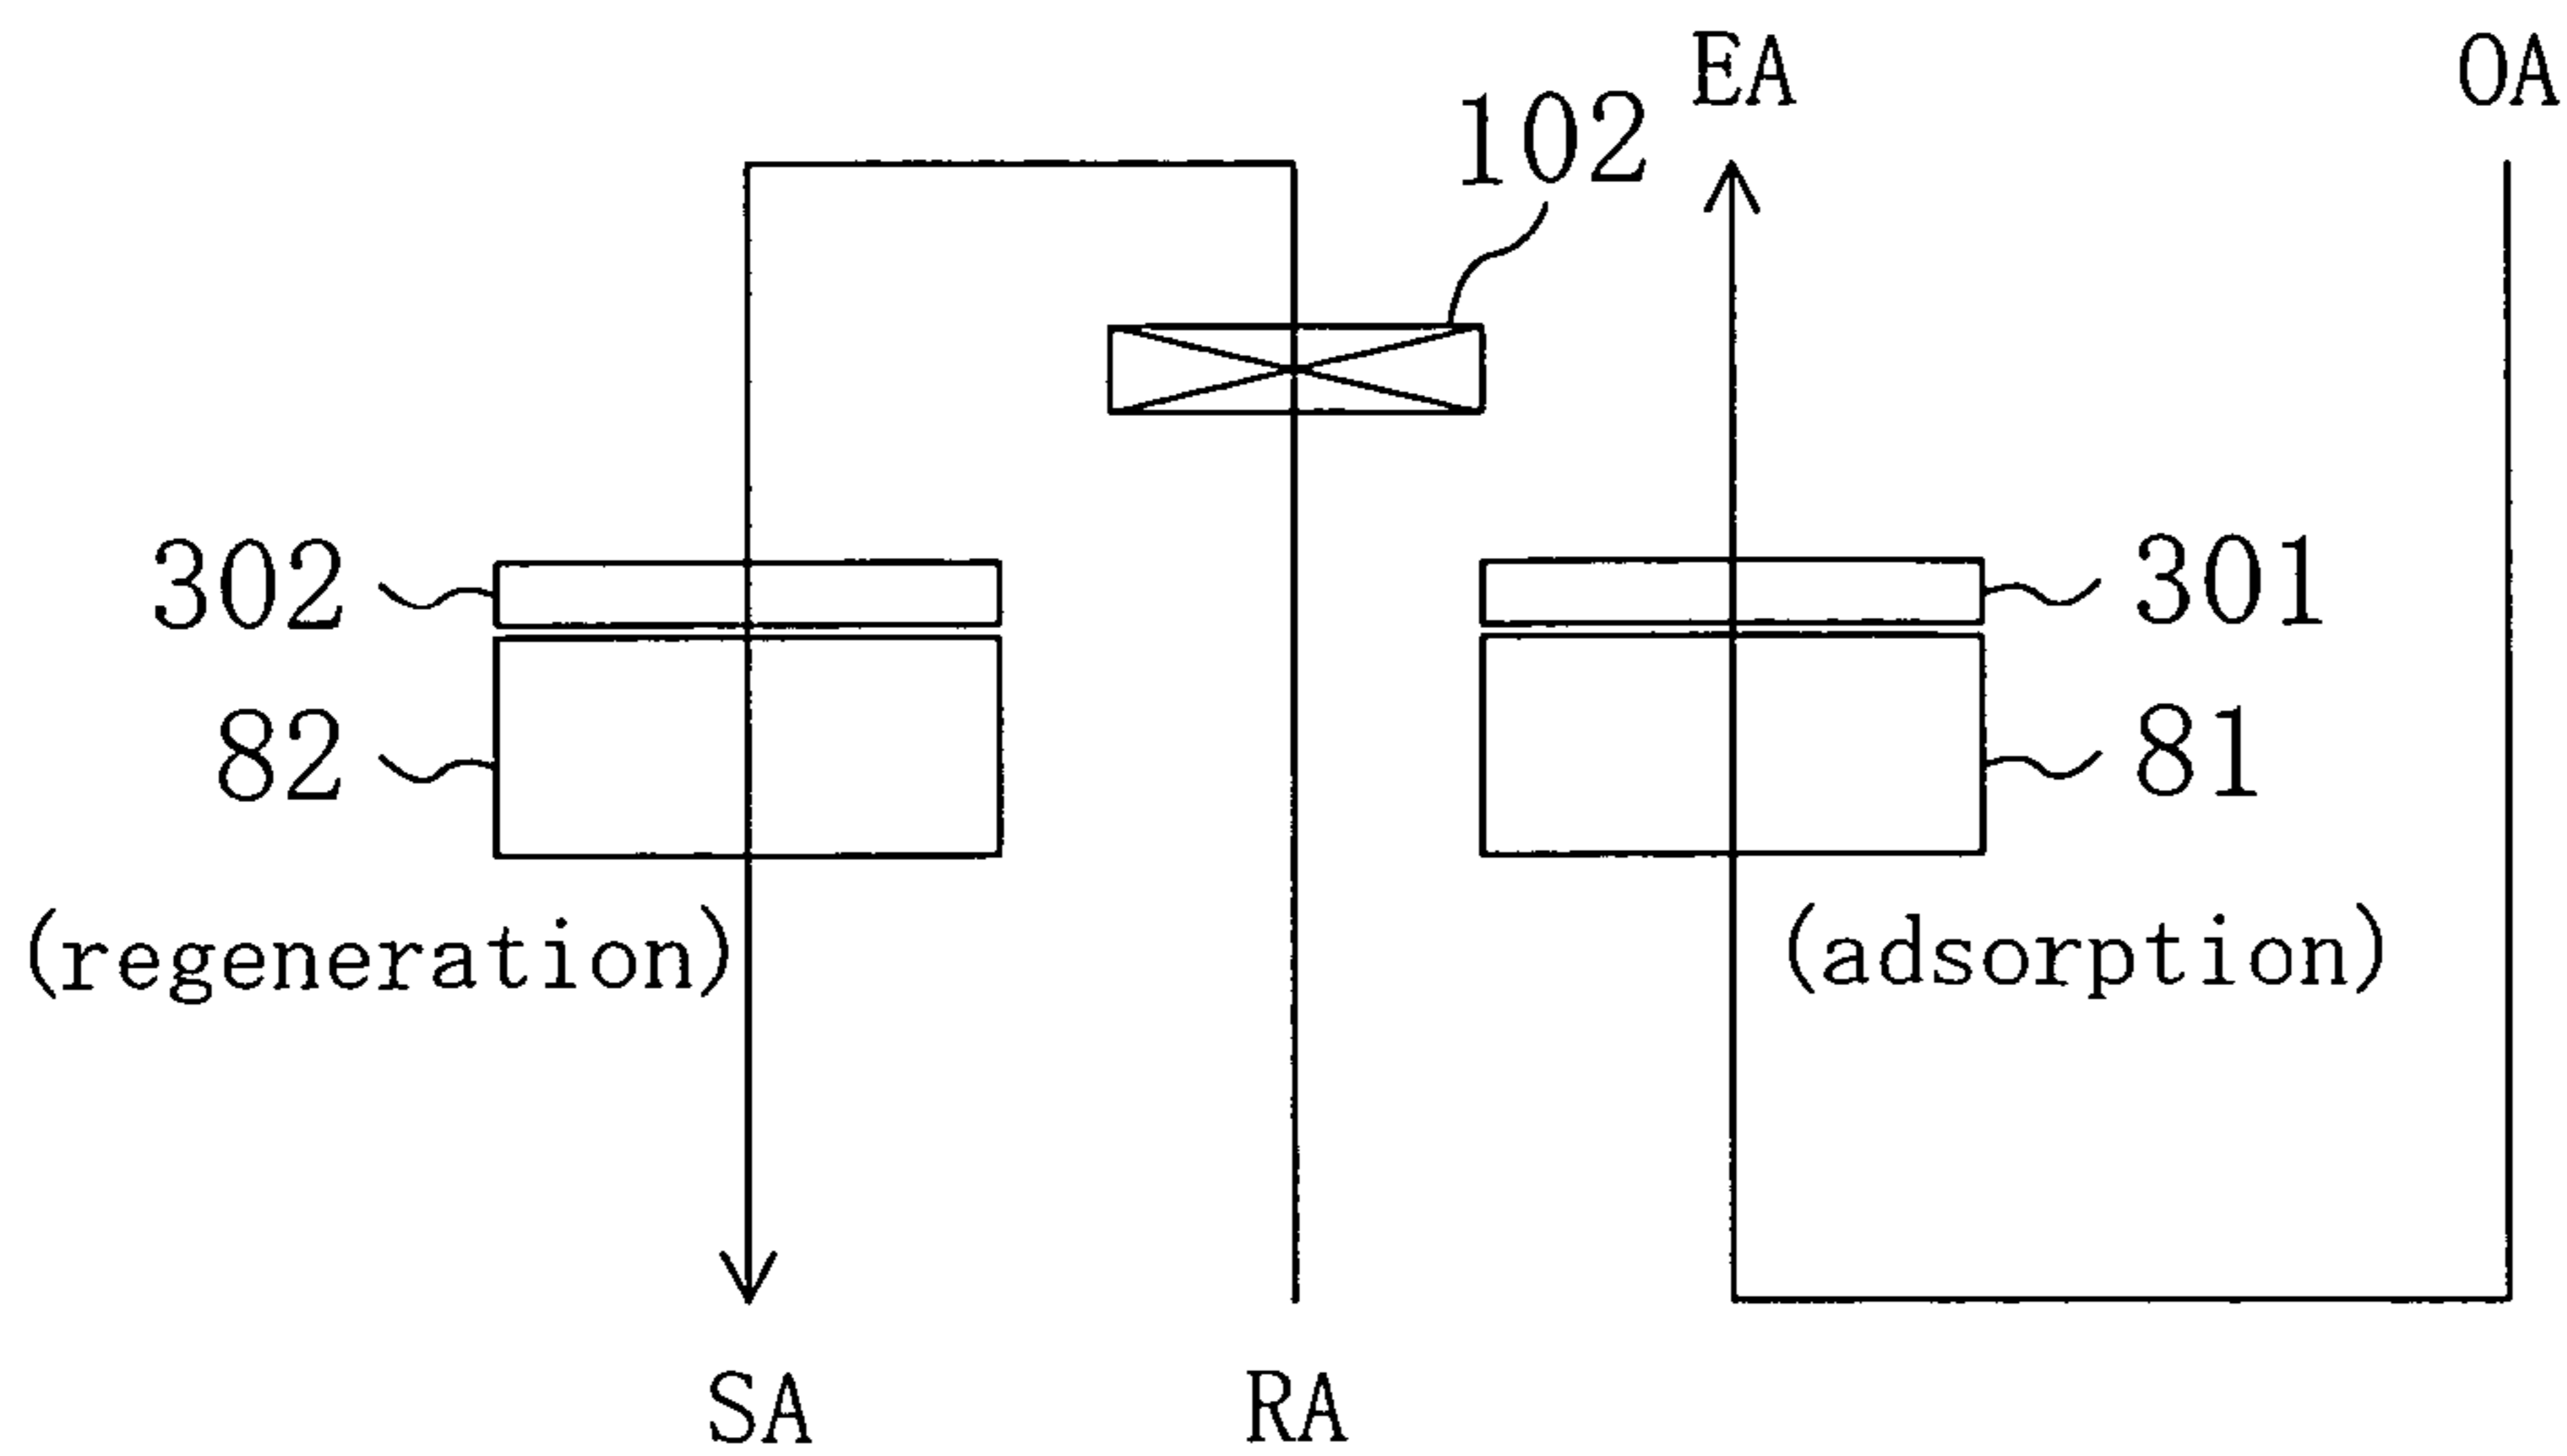 EA
OA
102
302
301
82
81
(regeneration)
(adsorption)
SA
RA